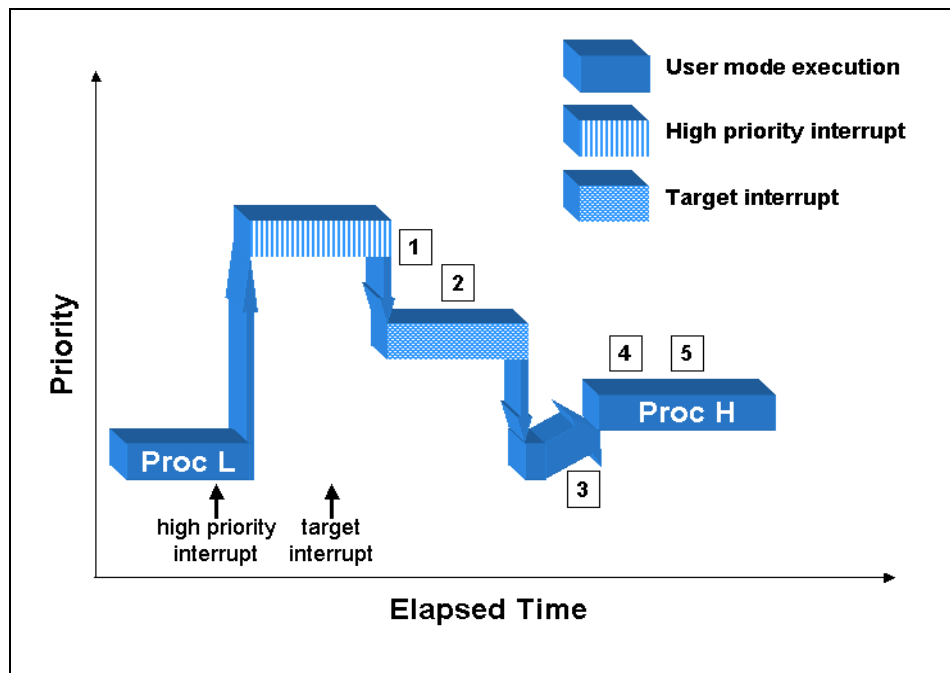 User mode execution
High priority interrupt
Target interrupt
1
2
4
5
Proc H
Proc L
3
high priority
interrupt
target
interrupt
Priority
Elapsed Time